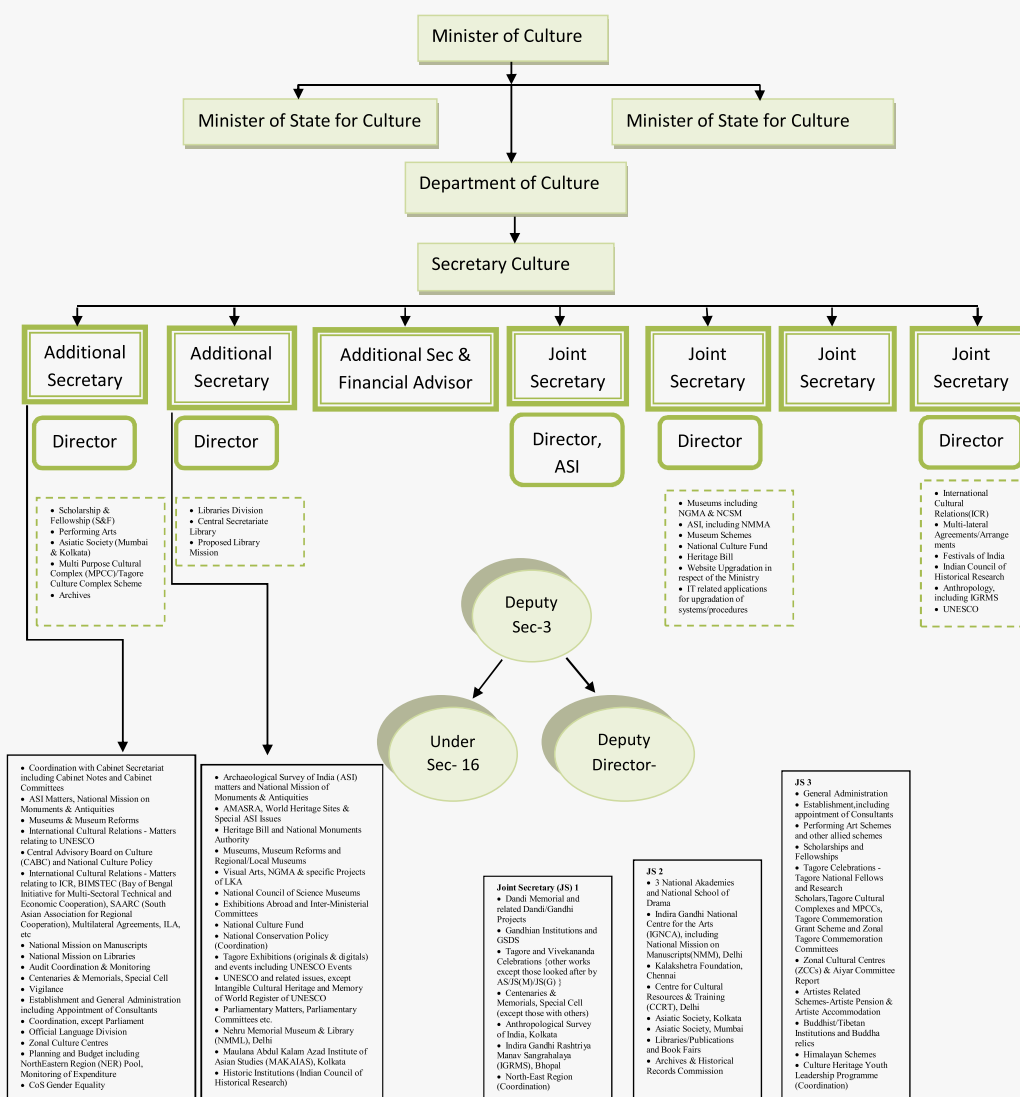 Minister of Culture
Minister of State for Culture
Minister of State for Culture
Department of Culture
Secretary Culture
Additional
Secretary
Additional
Secretary
Additional Sec &
Financial Advisor
Joint
Secretary
Joint
Secretary
Joint
Secretary
Joint
Secretary
Director
Director
Director,
ASI
Director
Director
• Scholarship &
Fellowship (S&F)
• Performing Arts
• Asiatic Society (Mumbai
& Kolkata)
• Multi Purpose Cultural
Complex (MPCC)/Tagore
Culture Complex Scheme
• Archives
• Libraries Division
• Central Secretariate
Library
• Proposed Library
Mission
• Museums including
NGMA & NCSM
• ASI, including NMMA
• Museum Schemes
• National Culture Fund
• Heritage Bill
• Website Upgradation in
respect of the Ministry
• IT related applications
for upgradation of
systems/procedures
• International
Cultural
Relations(ICR)
• Multi-lateral
Agreements/Arrange
ments
• Festivals of India
• Indian Council of
Historical Research
• Anthropology,
including IGRMS
• UNESCO
Deputy
Sec-3
Under
Sec- 16
Deputy
Director-
• Coordination with Cabinet Secretariat
including Cabinet Notes and Cabinet
Committees
• ASI Matters, National Mission on
Monuments & Antiquities
• Museums & Museum Reforms
• International Cultural Relations - Matters
relating to UNESCO
• Central Advisory Board on Culture
(CABC) and National Culture Policy
• International Cultural Relations - Matters
relating to ICR, BIMSTEC (Bay of Bengal
Initiative for Multi-Sectoral Technical and
Economic Cooperation), SAARC (South
Asian Association for Regional
Cooperation), Multilateral Agreements, ILA,
etc
• National Mission on Manuscripts
• National Mission on Libraries
• Audit Coordination & Monitoring
• Centenaries & Memorials, Special Cell
• Vigilance
• Establishment and General Administration
including Appointment of Consultants
• Coordination, except Parliament
• Official Language Division
• Zonal Culture Centres
• Planning and Budget including
NorthEastern Region (NER) Pool,
Monitoring of Expenditure
• CoS Gender Equality
• Archaeological Survey of India (ASI)
matters and National Mission of
Monuments & Antiquities
• AMASRA, World Heritage Sites &
Special ASI Issues
• Heritage Bill and National Monuments
Authority
• Museums, Museum Reforms and
Regional/Local Museums
• Visual Arts, NGMA & specific Projects
of LKA
• National Council of Science Museums
• Exhibitions Abroad and Inter-Ministerial
Committees
• National Culture Fund
• National Conservation Policy
(Coordination)
• Tagore Exhibitions (originals & digitals)
and events including UNESCO Events
• UNESCO and related issues, except
Intangible Cultural Heritage and Memory
of World Register of UNESCO
• Parliamentary Matters, Parliamentary
Committees etc.
• Nehru Memorial Museum & Library
(NMML), Delhi
• Maulana Abdul Kalam Azad Institute of
Asian Studies (MAKAIAS), Kolkata
• Historic Institutions (Indian Council of
Historical Research)
Joint Secretary (JS) 1
• Dandi Memorial and
related Dandi/Gandhi
Projects
• Gandhian Institutions and
GSDS
• Tagore and Vivekananda
Celebrations {other works
except those looked after by
AS/JS(M)/JS(G) }
• Centenaries &
Memorials, Special Cell
(except those with others)
• Anthropological Survey
of India, Kolkata
• Indira Gandhi Rashtriya
Manav Sangrahalaya
(IGRMS), Bhopal
• North-East Region
(Coordination)
JS 2
• 3 National Akademies
and National School of
Drama
• Indira Gandhi National
Centre for the Arts
(IGNCA), including
National Mission on
Manuscripts(NMM), Delhi
• Kalakshetra Foundation,
Chennai
• Centre for Cultural
Resources & Training
(CCRT), Delhi
• Asiatic Society, Kolkata
• Asiatic Society, Mumbai
• Libraries/Publications
and Book Fairs
• Archives & Historical
Records Commission
JS 3
• General Administration
• Establishment,including
appointment of Consultants
• Performing Art Schemes
and other allied schemes
• Scholarships and
Fellowships
• Tagore Celebrations -
Tagore National Fellows
and Research
Scholars,Tagore Cultural
Complexes and MPCCs,
Tagore Commemoration
Grant Scheme and Zonal
Tagore Commemoration
Committees
• Zonal Cultural Centres
(ZCCs) & Aiyar Committee
Report
• Artistes Related
Schemes-Artiste Pension &
Artiste Accommodation
• Buddhist/Tibetan
Institutions and Buddha
relics
• Himalayan Schemes
• Culture Heritage Youth
Leadership Programme
(Coordination)